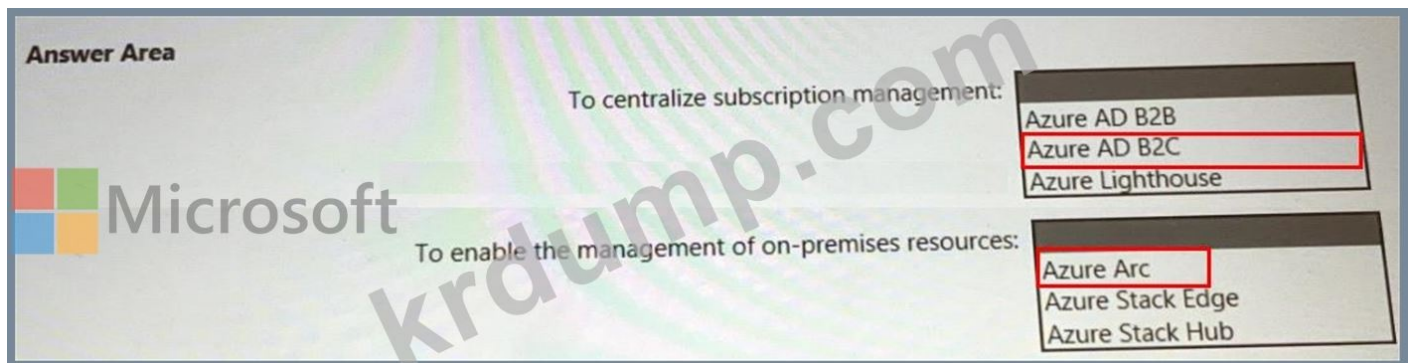 Answer Area
To centralize subscription management:
Azure AD B2B
Azure AD B2C
Azure Lighthouse
Microsoft
To enable the management of on-premises resources:
Azure Arc
Azure Stack Edge
Azure Stack Hub
krdump.com